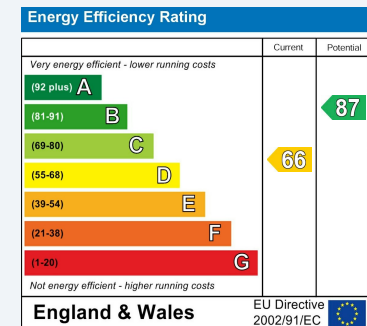 Energy Efficiency Rating
Current Potential
Very energy efficient - lower running costs
(92 plus) A
(81-91) B
87
(69-80) C
66
(55-68) D
(39-54) E
(21-38) F
(1-20) G
Not energy efficient - higher running costs
England & Wales
EU Directive
2002/91/EC